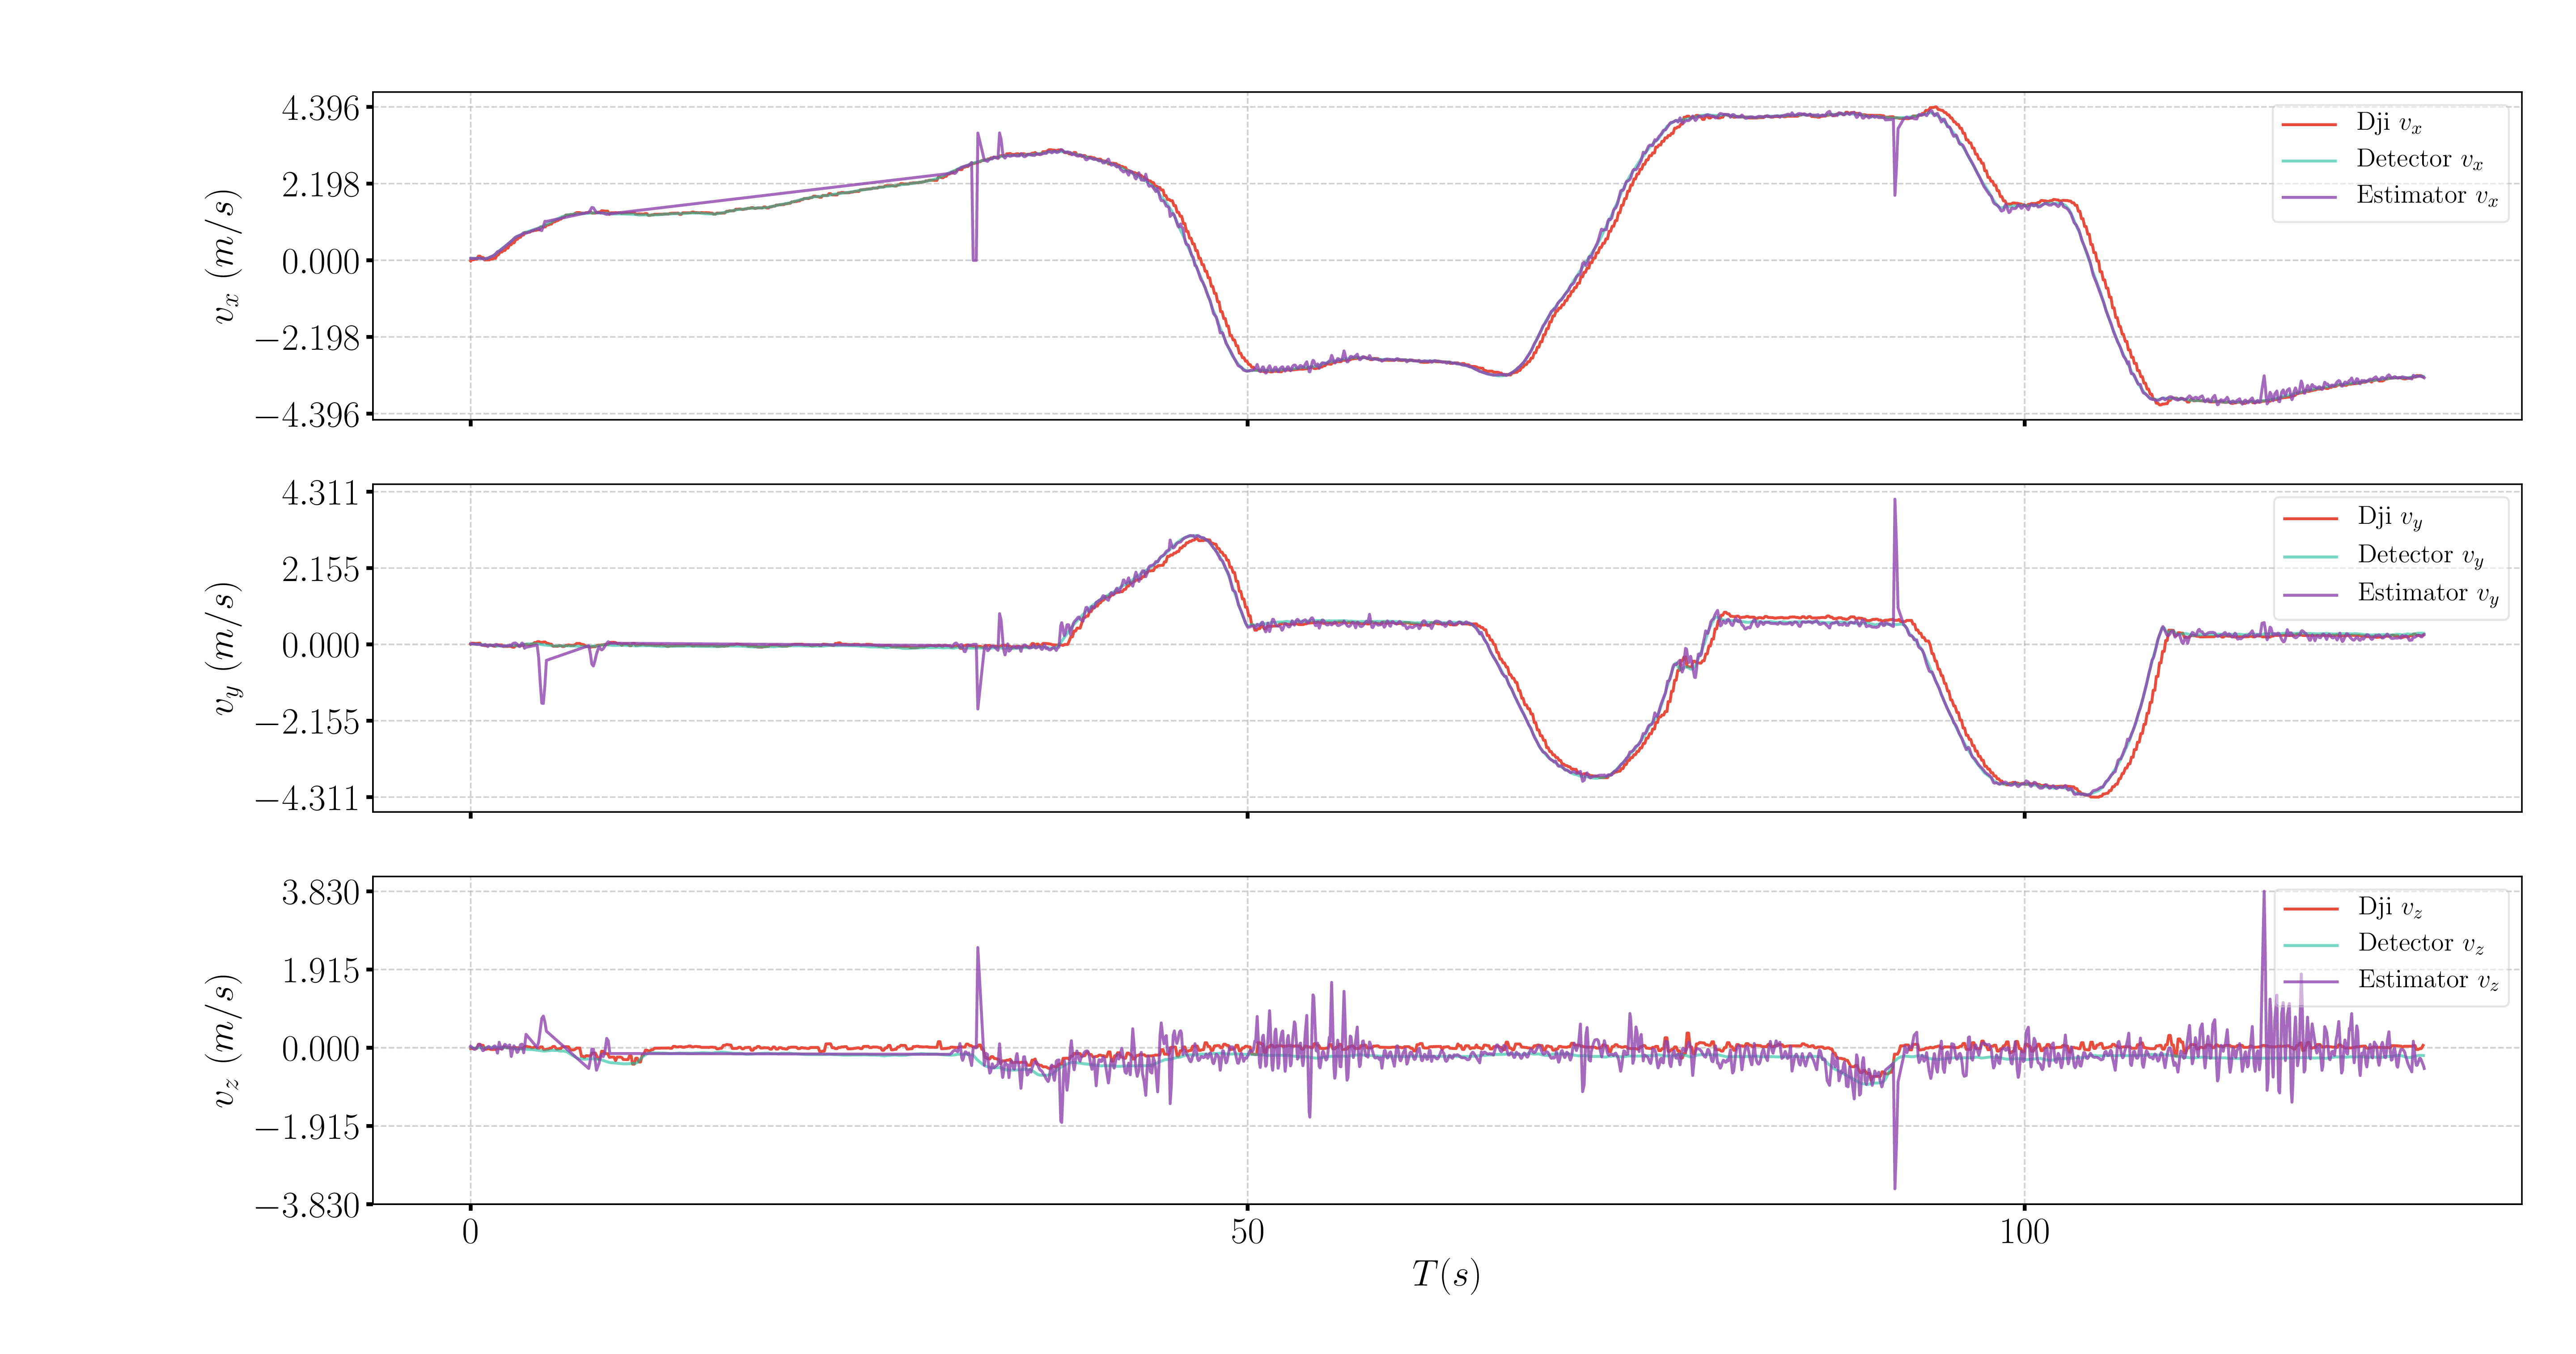 4.396
2.198
0.000
−2.198
−4.396
v_x (m/s)
Dji v_x
Detector v_x
Estimator v_x
4.311
2.155
0.000
−2.155
−4.311
v_y (m/s)
Dji v_y
Detector v_y
Estimator v_y
3.830
1.915
0.000
−1.915
−3.830
v_z (m/s)
Dji v_z
Detector v_z
Estimator v_z
0 50 100
T(s)